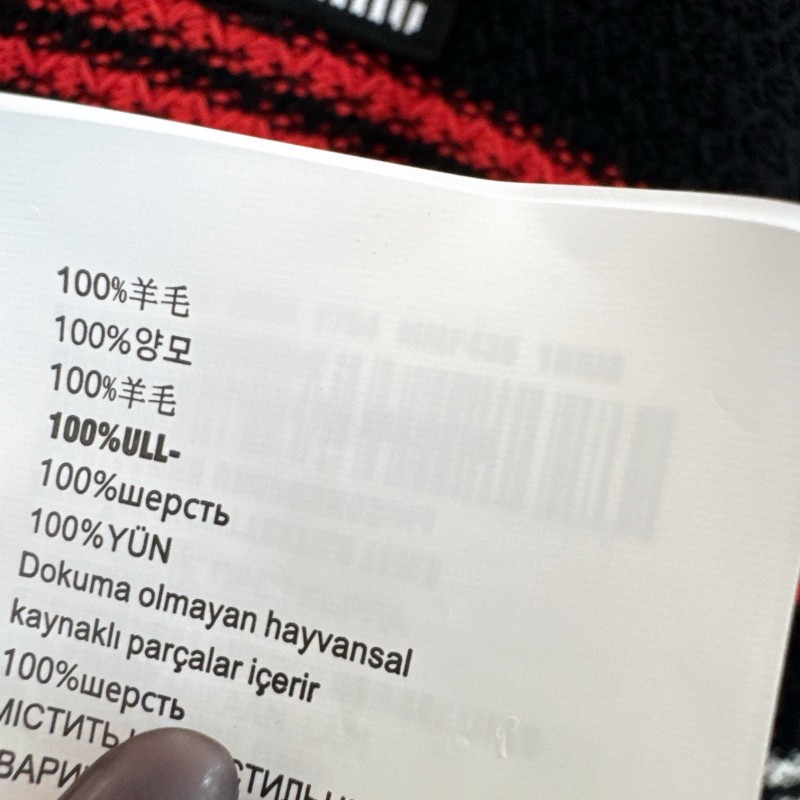 100%羊毛
100%양모
100%羊毛
100%ULL-
100%шерсть
100%YÜN
Dokuma olmayan hayvansal
kaynaklı parçalar içerir
100%шерсть